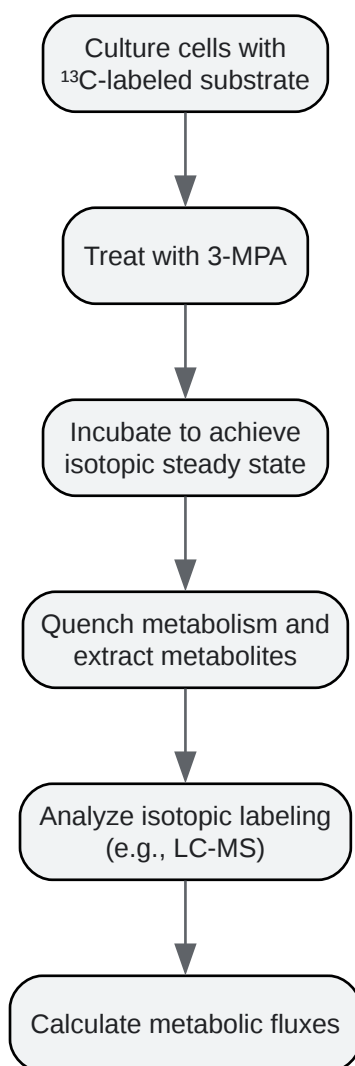 Culture cells with
¹³C-labeled substrate
Treat with 3-MPA
Incubate to achieve
isotopic steady state
Quench metabolism and
extract metabolites
Analyze isotopic labeling
(e.g., LC-MS)
Calculate metabolic fluxes